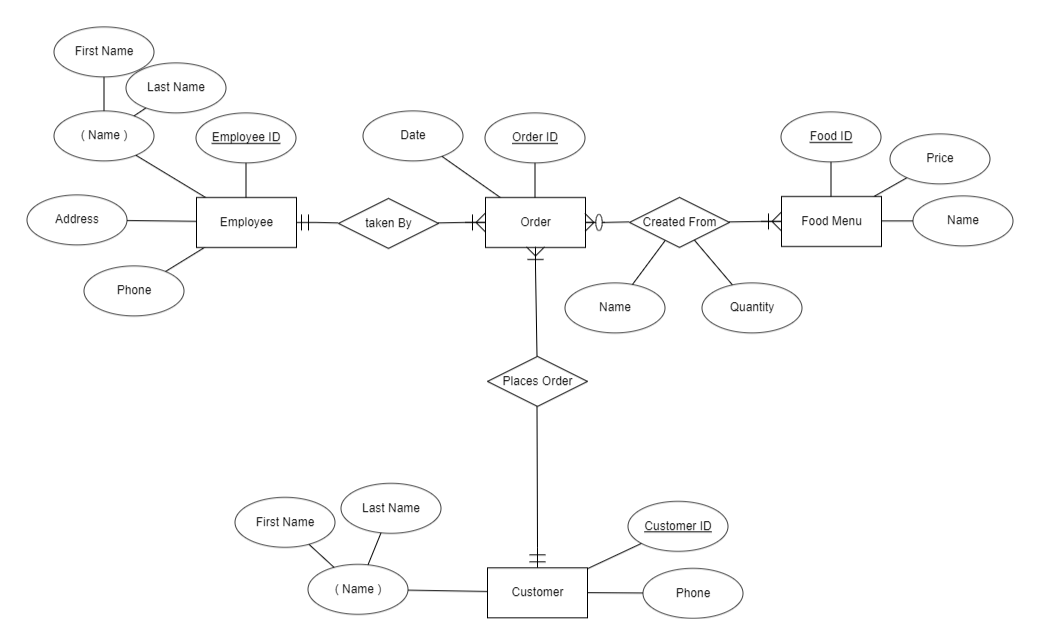 First Name
Last Name
( Name )
Employee ID
Date
Order ID
Food ID
Price
Address
Employee
taken By
Order
Created From
Food Menu
Name
Phone
Name
Quantity
Places Order
First Name
Last Name
Customer ID
( Name )
Customer
Phone